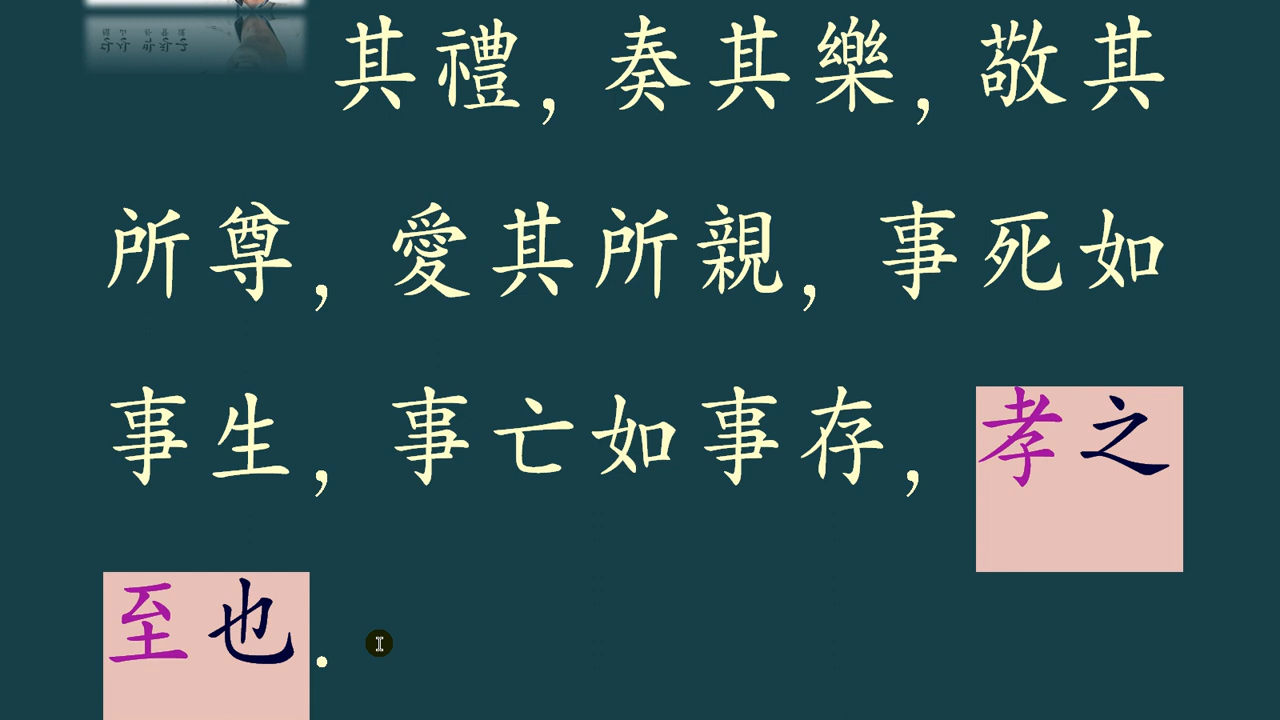 其禮, 奏其樂, 敬其
所尊, 愛其所親, 事死如
事生, 事亡如事存, 孝之
至也.